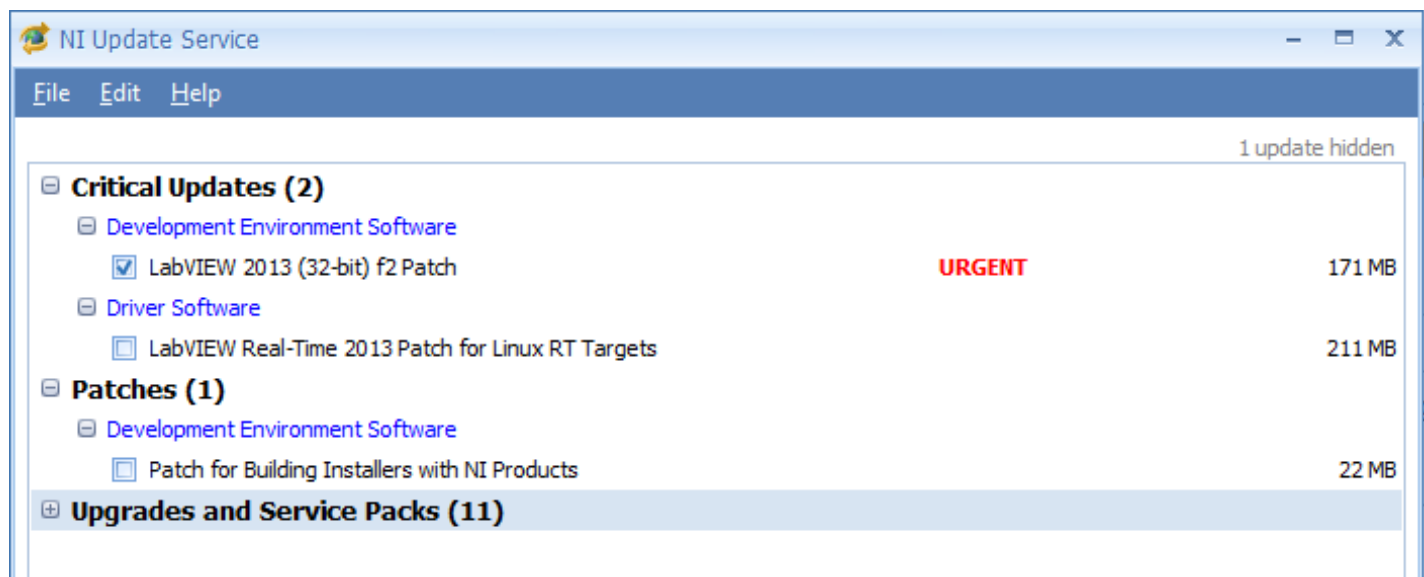 NI Update Service
File Edit Help
1 update hidden
Critical Updates (2)
Development Environment Software
LabVIEW 2013 (32-bit) f2 Patch URGENT 171 MB
Driver Software
LabVIEW Real-Time 2013 Patch for Linux RT Targets 211 MB
Patches (1)
Development Environment Software
Patch for Building Installers with NI Products 22 MB
Upgrades and Service Packs (11)